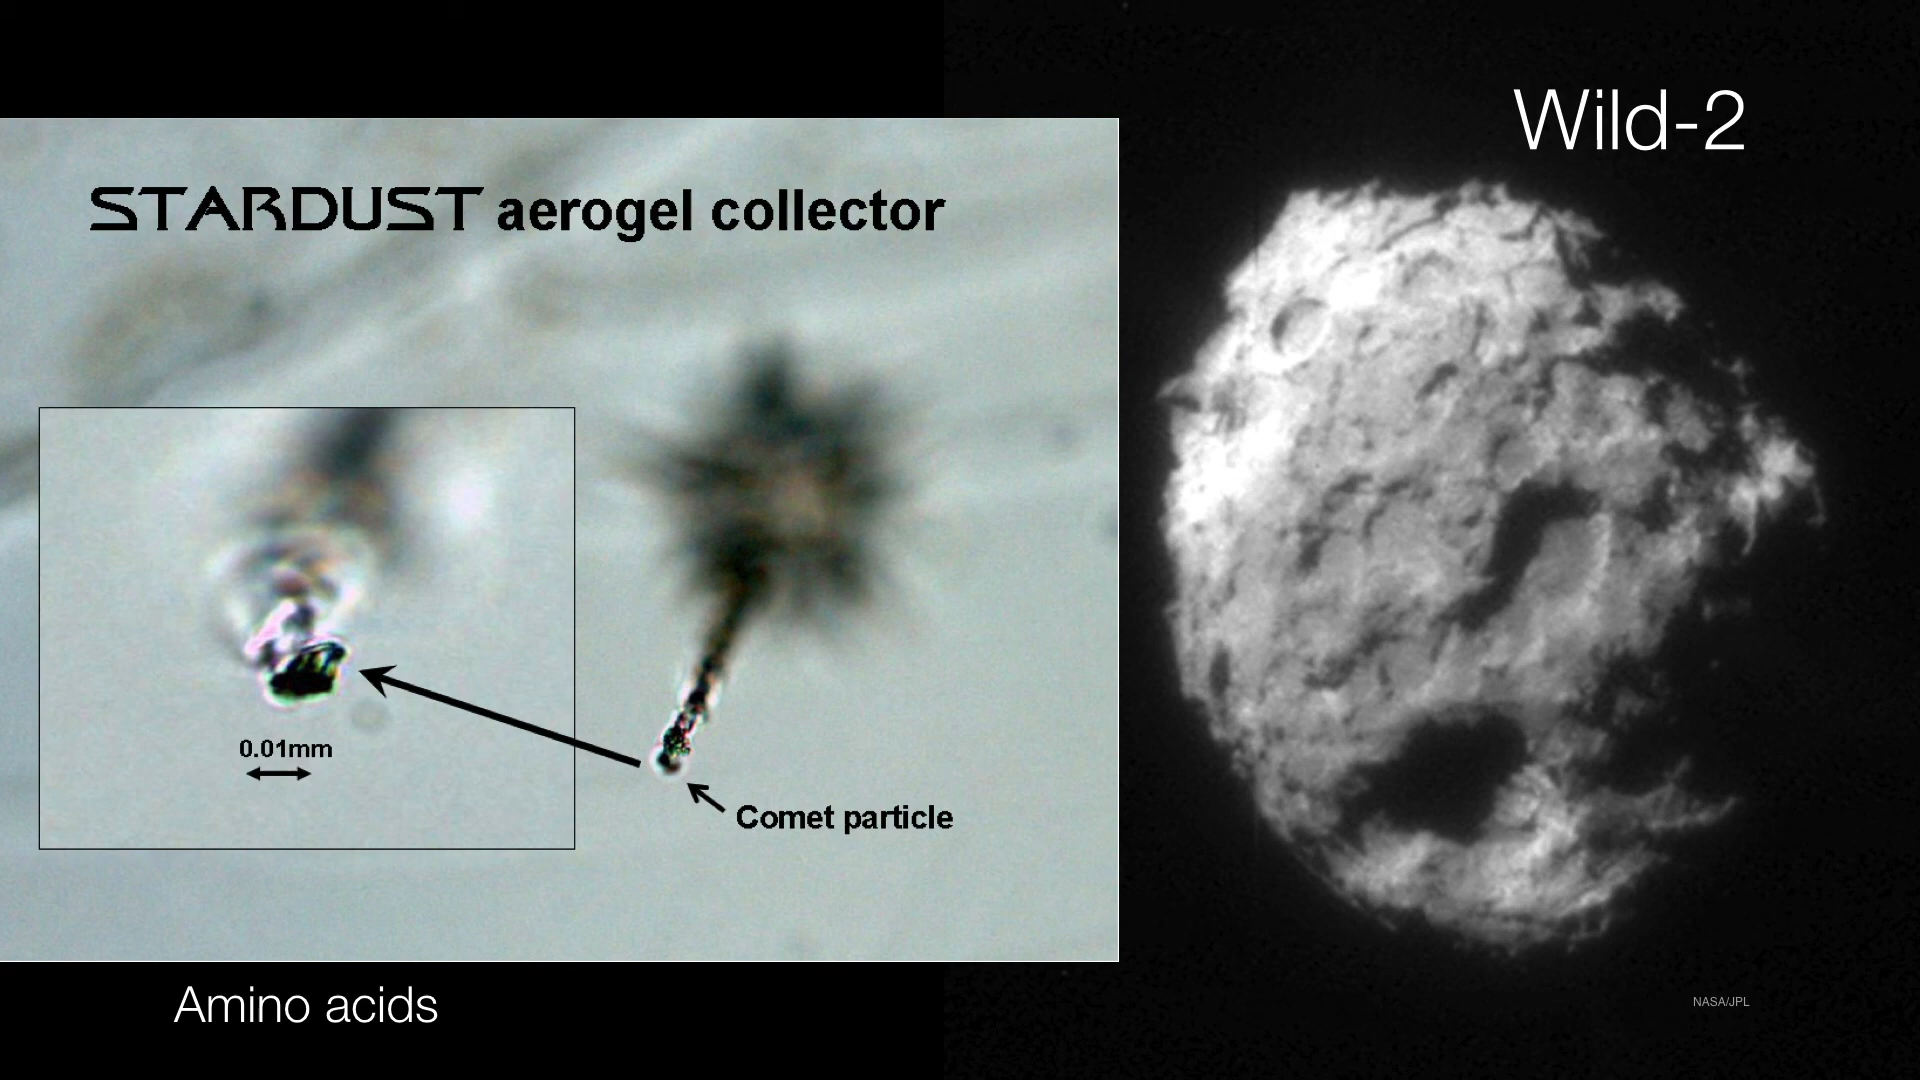 Wild-2
STARDUST aerogel collector
0.01mm
Comet particle
Amino acids
NASA/JPL